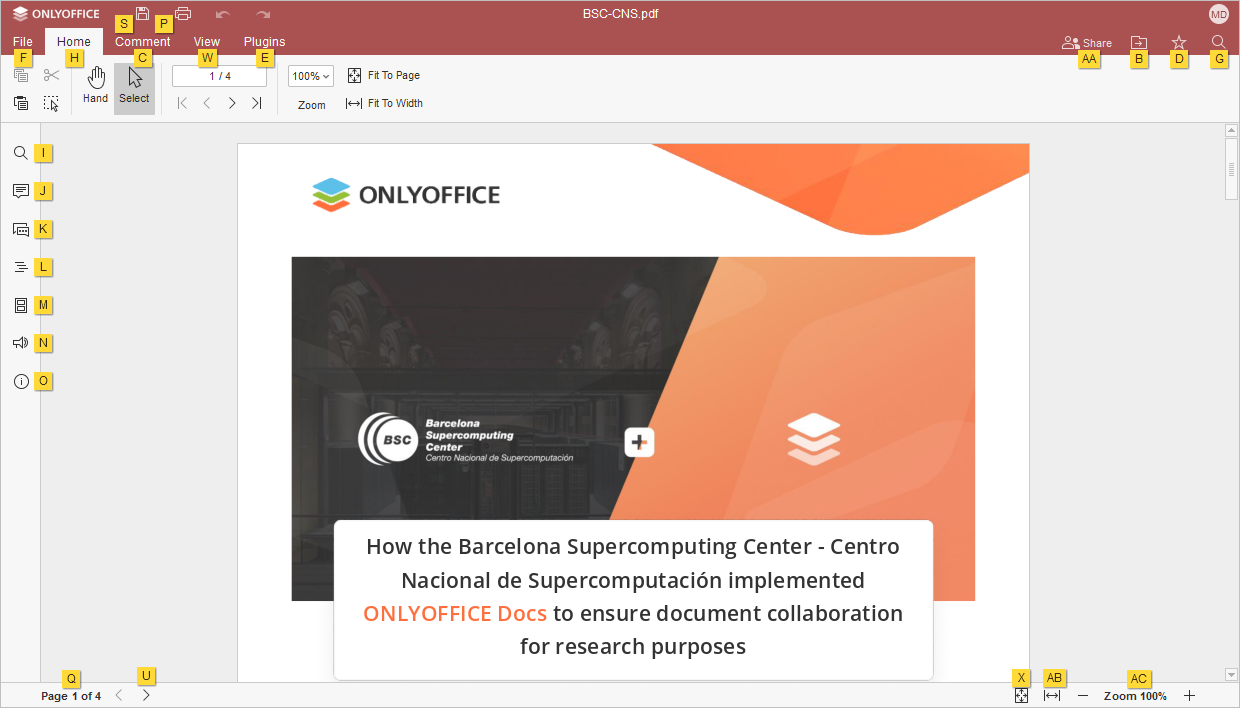 ONLYOFFICE
BSC-CNS.pdf
MD
S
P
File
Home
Comment
View
Plugins
Share
F
H
C
W
E
AA
B
D
G
Hand
Select
1 / 4
100%
Zoom
Fit To Page
Fit To Width
I
J
K
L
M
N
O
ONLYOFFICE
BSC
Barcelona
Supercomputing
Center
Centro Nacional de Supercomputación
How the Barcelona Supercomputing Center - Centro
Nacional de Supercomputación implemented
ONLYOFFICE Docs to ensure document collaboration
for research purposes
Q
U
X
AB
AC
Page 1 of 4
Zoom 100%